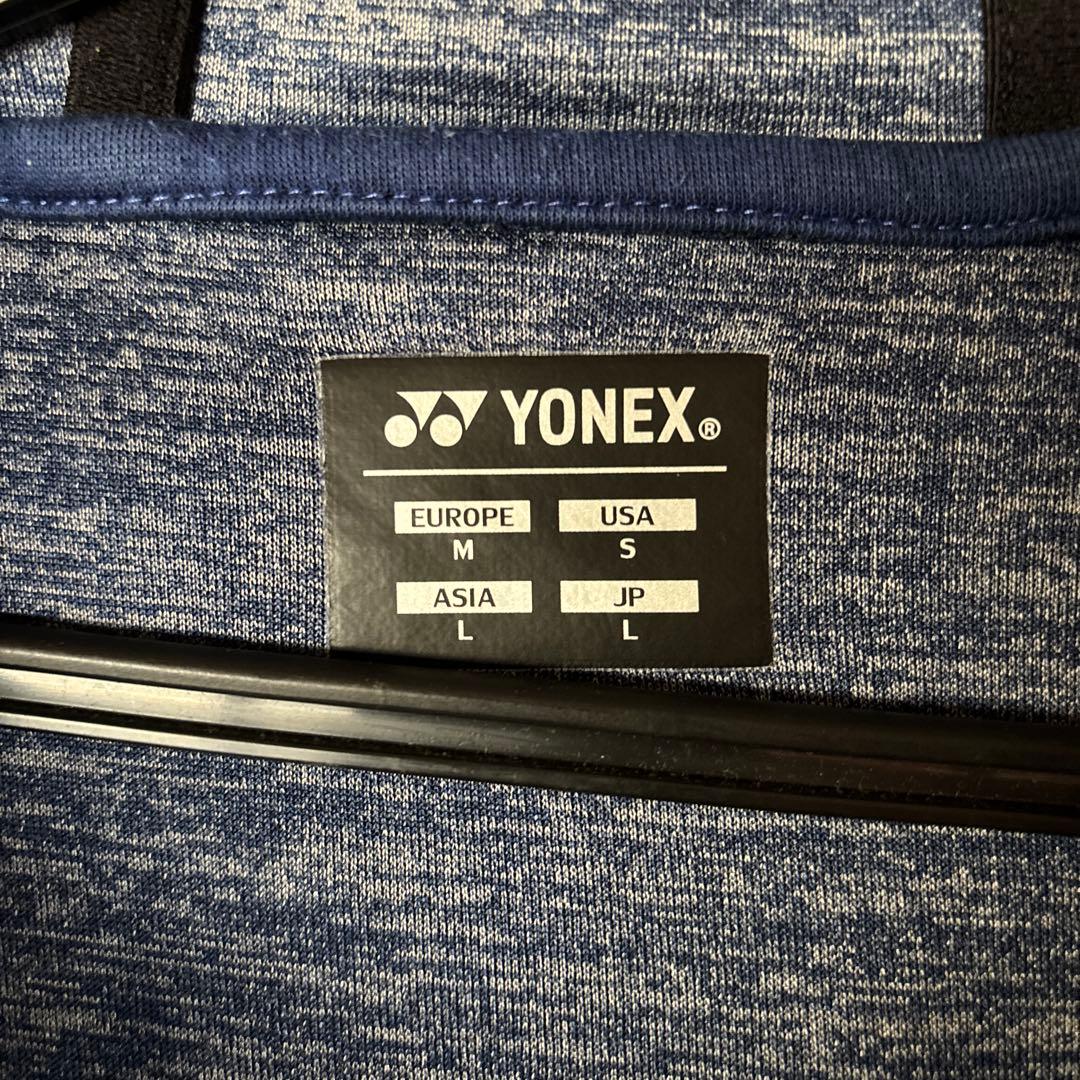 YONEX®
EUROPE USA
M S
ASIA JP
L L